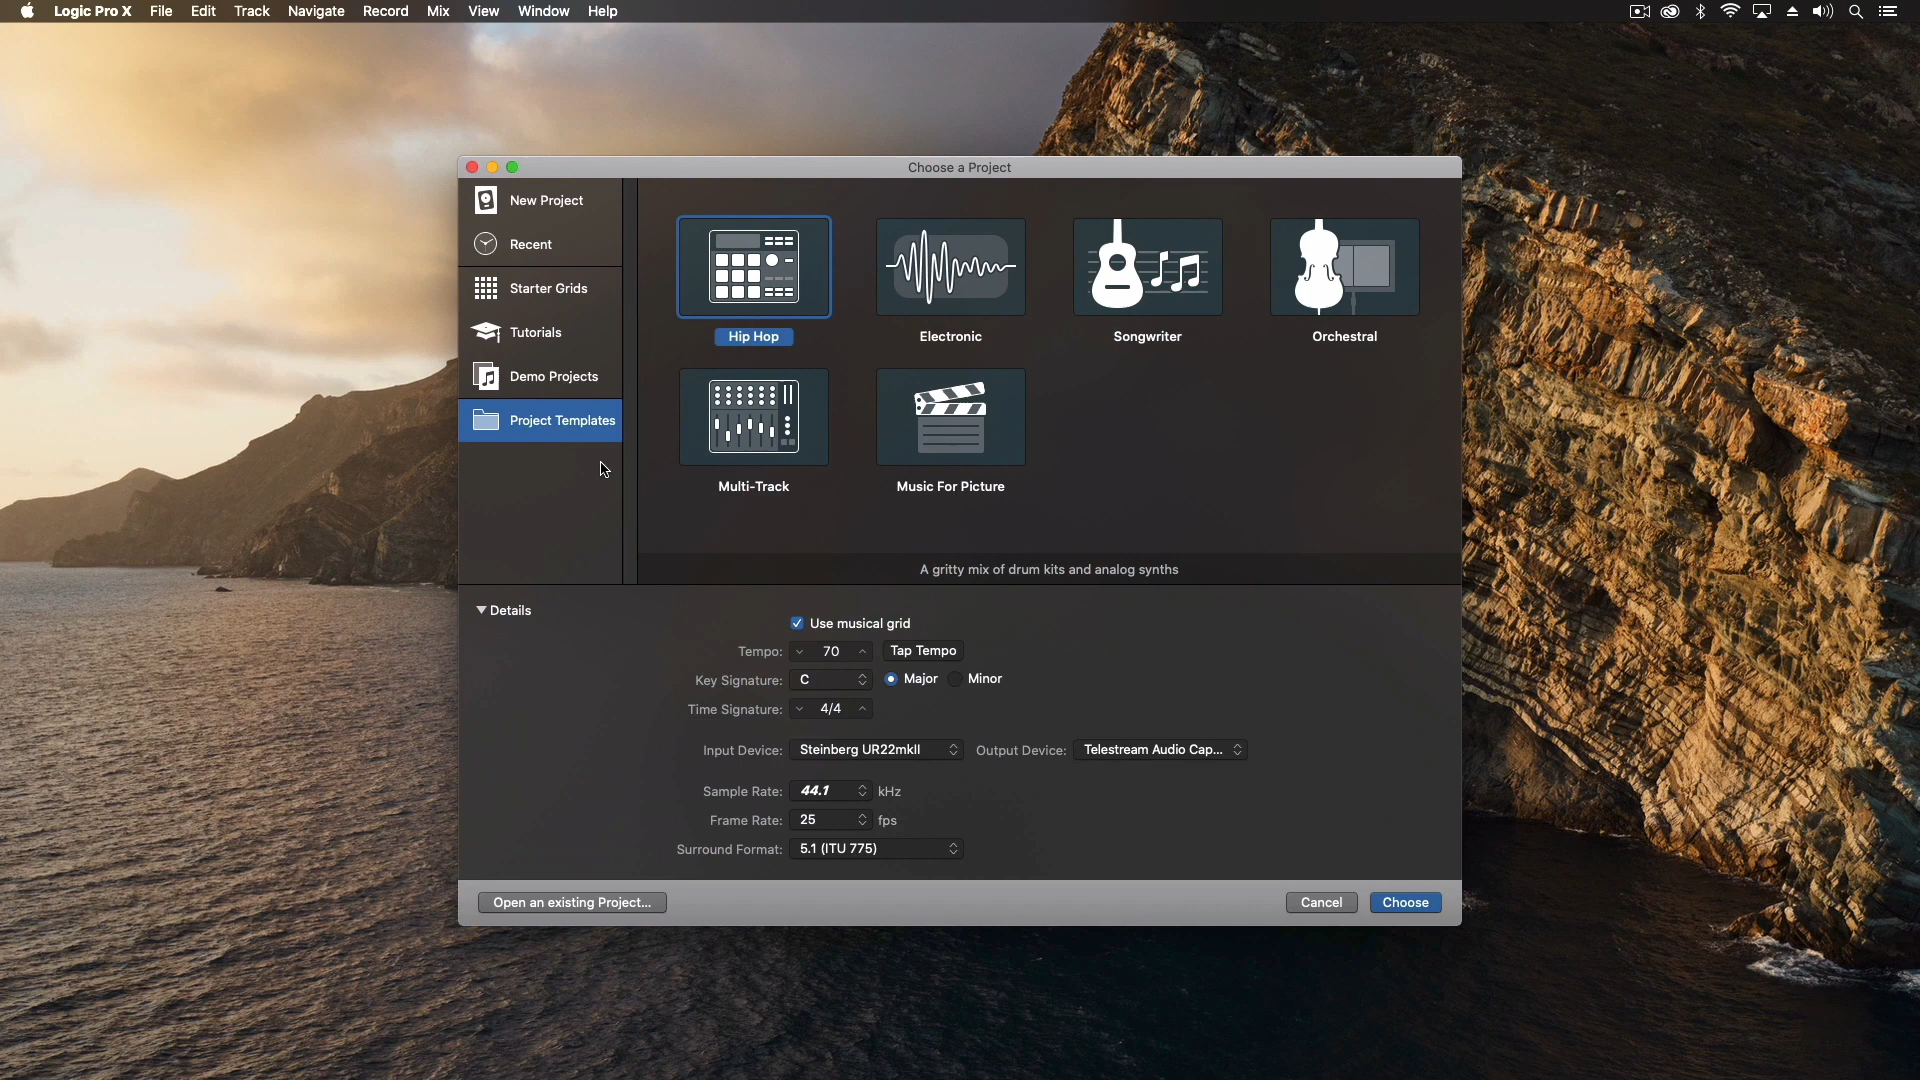 Logic Pro X File Edit Track Navigate Record Mix View Window Help
Choose a Project
New Project
Recent
Starter Grids
Tutorials
Demo Projects
Project Templates
Hip Hop Electronic Songwriter Orchestral
Multi-Track Music For Picture
A gritty mix of drum kits and analog synths
Details
Use musical grid
Tempo: 70 Tap Tempo
Key Signature: C Major Minor
Time Signature: 4/4
Input Device: Steinberg UR22mkII Output Device: Telestream Audio Cap...
Sample Rate: 44.1 kHz
Frame Rate: 25 fps
Surround Format: 5.1 (ITU 775)
Open an existing Project... Cancel Choose